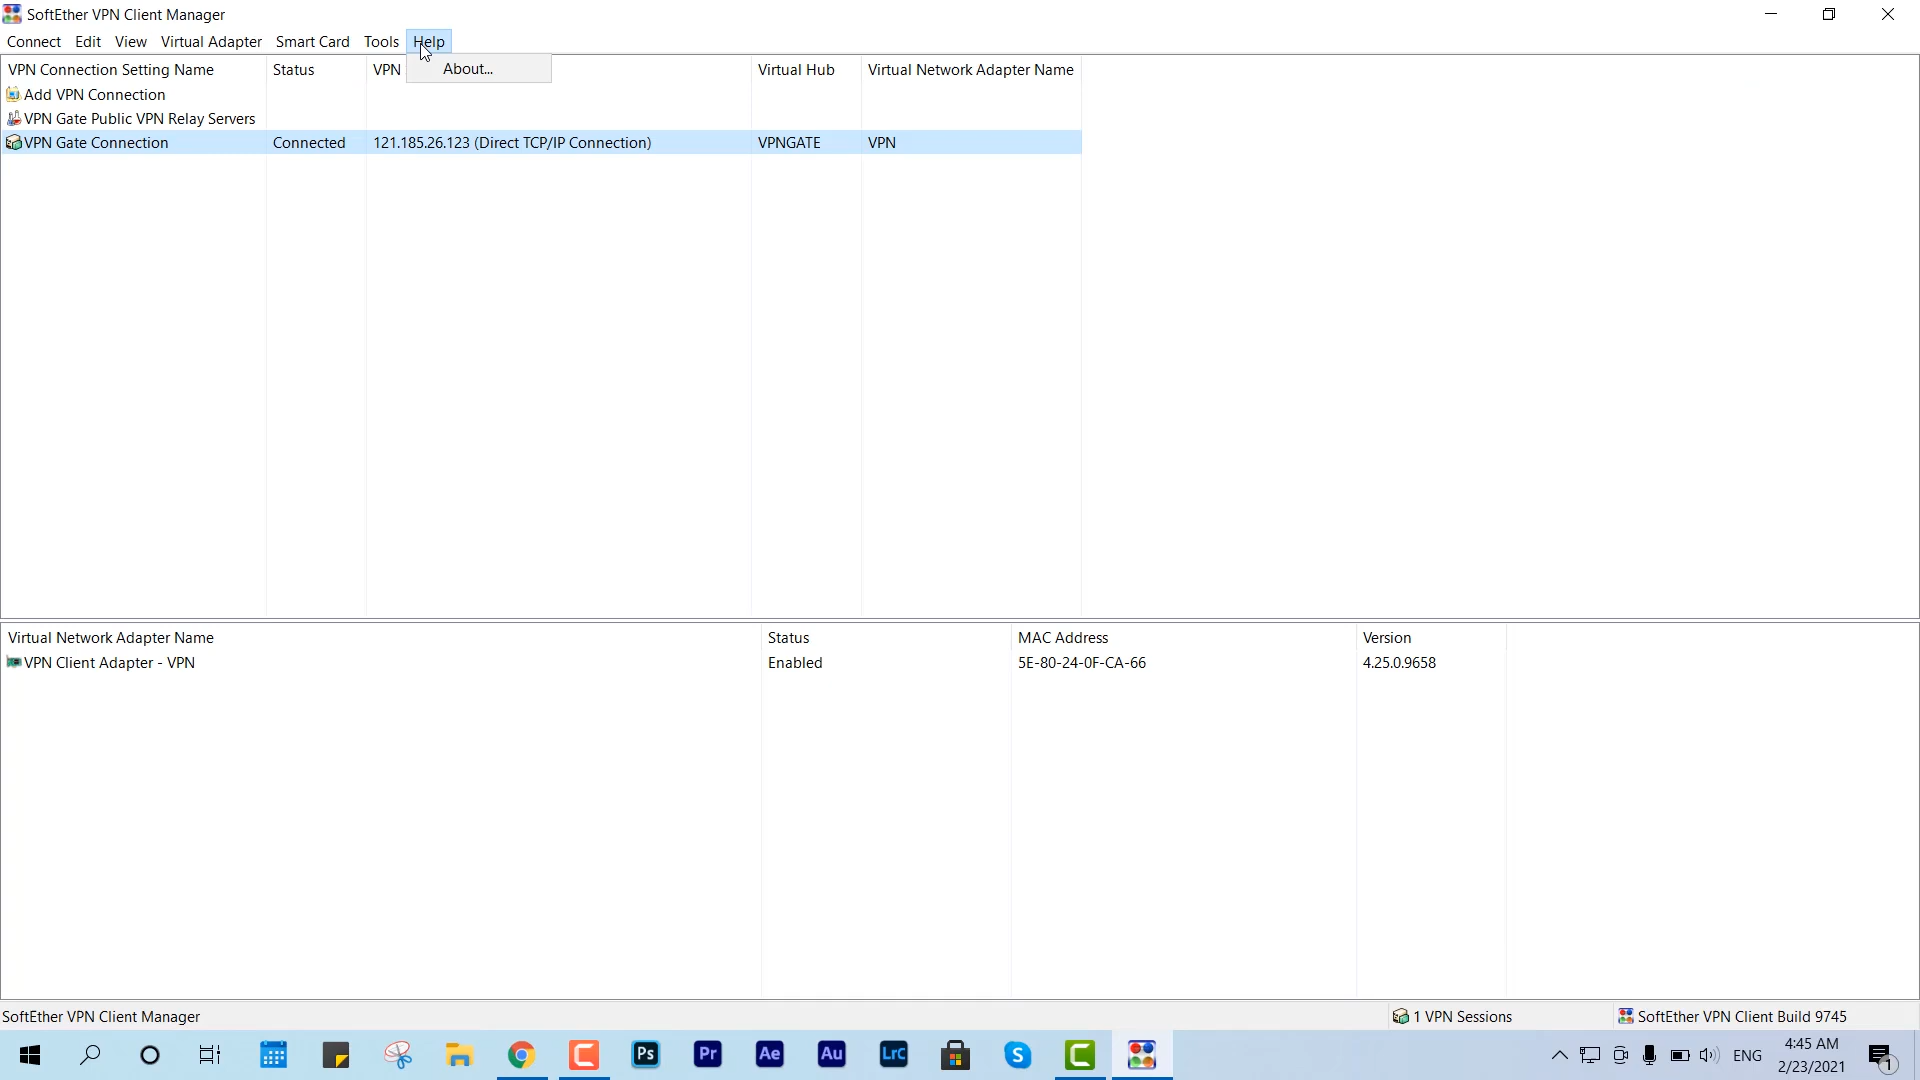 SoftEther VPN Client Manager
Connect Edit View Virtual Adapter Smart Card Tools Help
About...
VPN Connection Setting Name Status VPN Virtual Hub Virtual Network Adapter Name
Add VPN Connection
VPN Gate Public VPN Relay Servers
VPN Gate Connection Connected 121.185.26.123 (Direct TCP/IP Connection) VPNGATE VPN
Virtual Network Adapter Name Status MAC Address Version
VPN Client Adapter - VPN Enabled 5E-80-24-0F-CA-66 4.25.0.9658
SoftEther VPN Client Manager 1 VPN Sessions SoftEther VPN Client Build 9745
Ps Pr Ae Au LrC S ENG 4:45 AM
2/23/2021 1